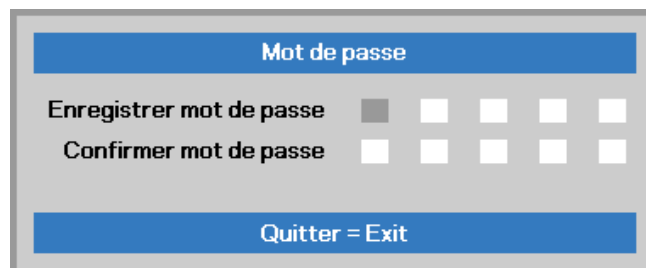 Mot de passe
Enregistrer mot de passe
Confirmer mot de passe
Quitter = Exit